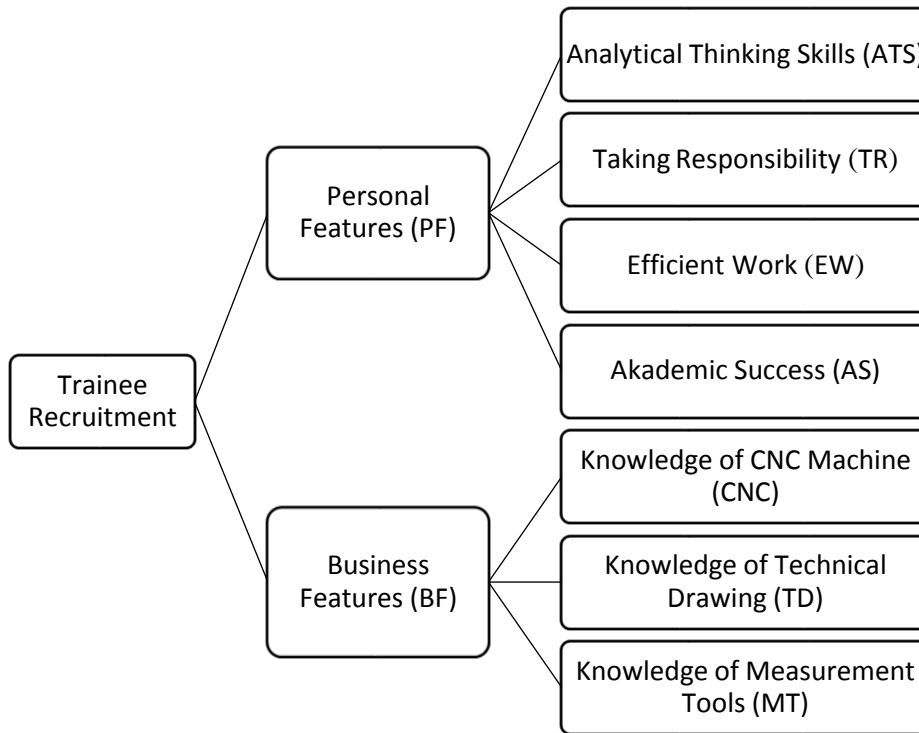 Analytical Thinking Skills (ATS)
Taking Responsibility (TR)
Personal
Features (PF)
Efficient Work (EW)
Akademic Success (AS)
Trainee
Recruitment
Knowledge of CNC Machine
(CNC)
Business
Features (BF)
Knowledge of Technical
Drawing (TD)
Knowledge of Measurement
Tools (MT)